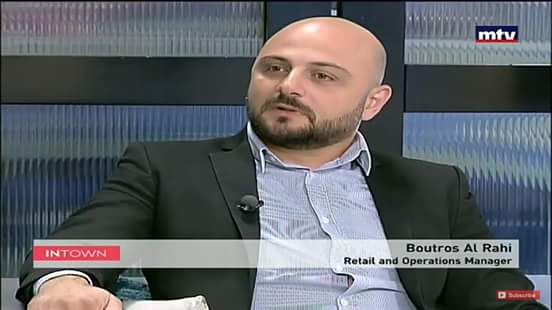 mtv
INTOWN
Boutros Al Rahi
Retail and Operations Manager
Subscribe